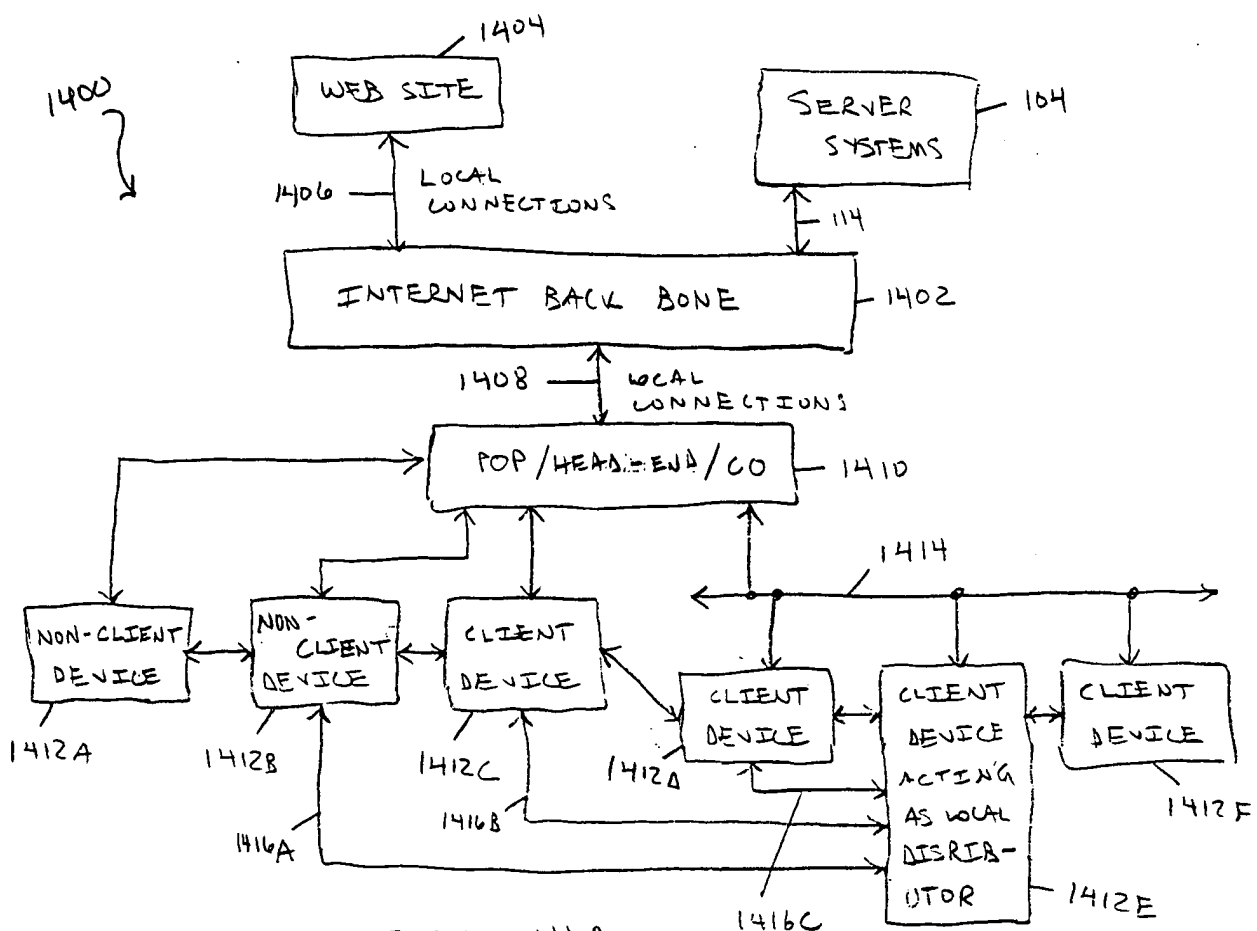 1404
WEB SITE
1400
SERVER
SYSTEMS
104
1406
LOCAL
CONNECTIONS
114
INTERNET BACK BONE
1402
1408
LOCAL
CONNECTIONS
POP/HEAD-END/CO
1410
1414
NON-CLIENT
DEVICE
NON-
CLIENT
DEVICE
CLIENT
DEVICE
CLIENT
DEVICE
CLIENT
DEVICE
ACTING
AS LOCAL
DISRIB-
UTOR
CLIENT
DEVICE
1412A
1412B
1412C
1412D
1412F
1416A
1416B
1416C
1412E